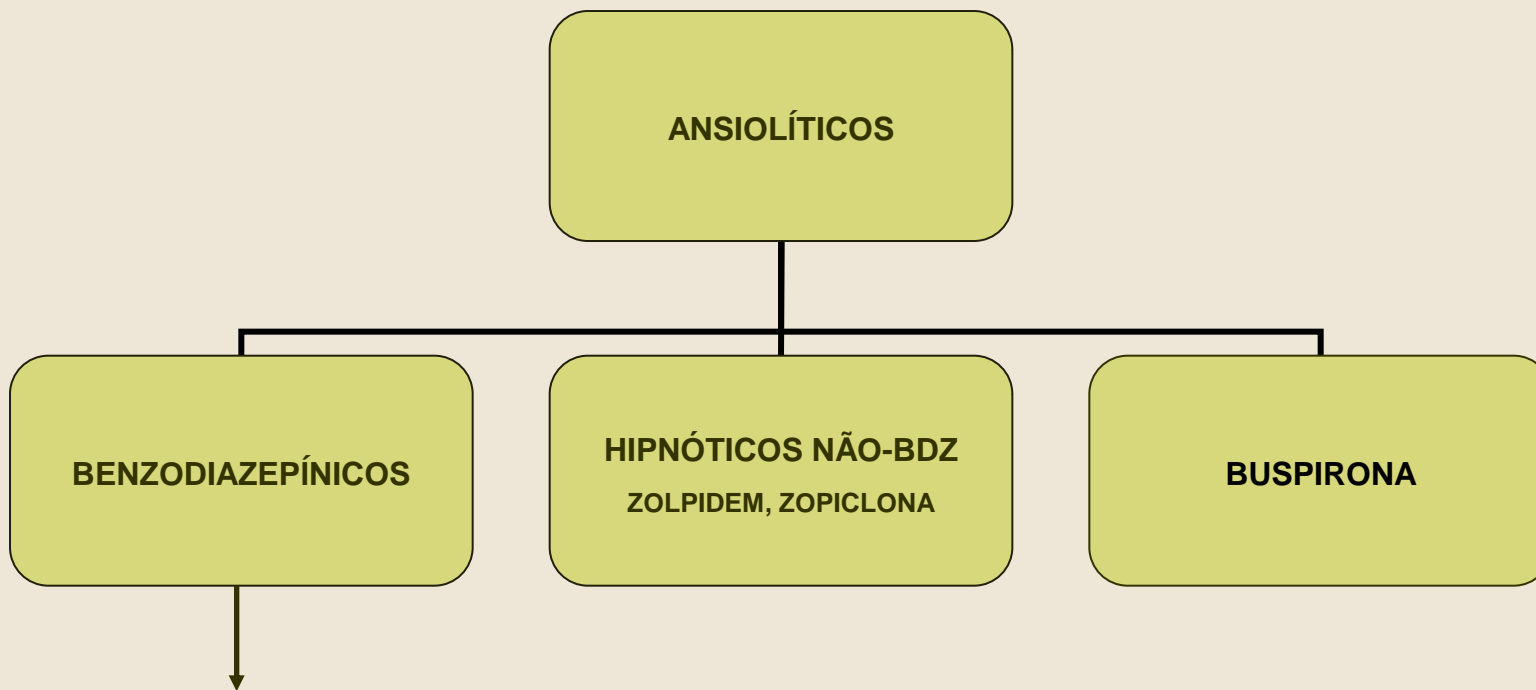 ANSIOLÍTICOS
BENZODIAZEPÍNICOS
HIPNÓTICOS NÃO-BDZ
ZOLPIDEM, ZOPICLONA
BUSPIRONA